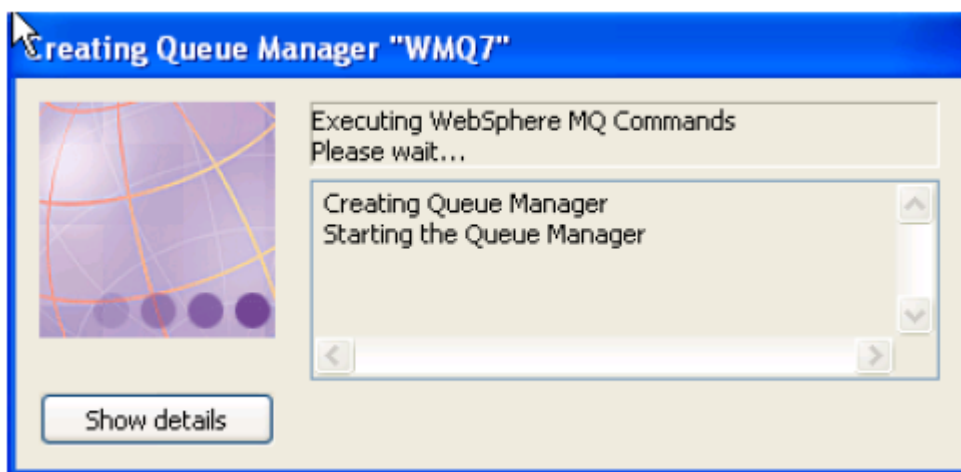 Creating Queue Manager "WMQ7"
Executing WebSphere MQ Commands
Please wait...
Creating Queue Manager
Starting the Queue Manager
Show details